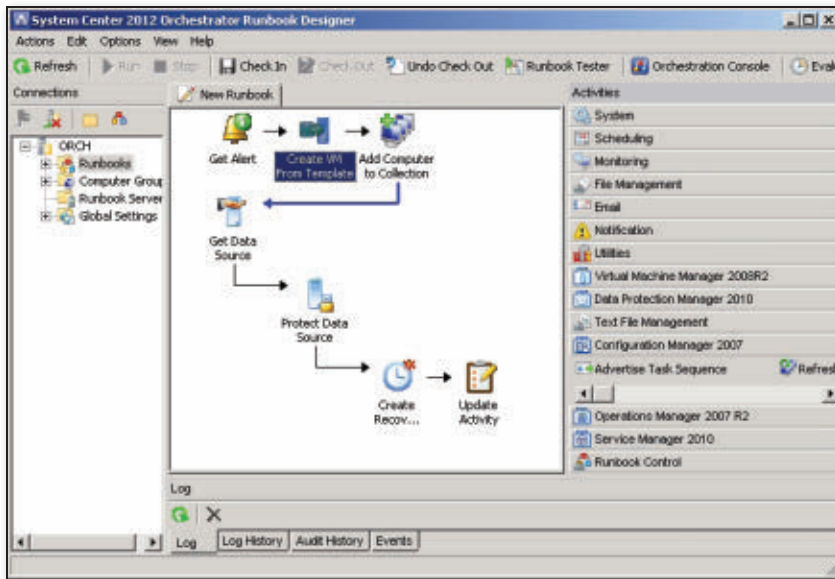 System Center 2012 Orchestrator Runbook Designer
Actions Edit Options View Help
Refresh Run Stop Check In Check Out Undo Check Out Runbook Tester Orchestration Console Eval
Connections
New Runbook
Activities
ORCH
Runbooks
Computer Group
Runbook Server
Global Settings
Get Alert
Create VM
From Template
Add Computer
to Collection
Get Data
Source
Protect Data
Source
Create
Recov...
Update
Activity
System
Scheduling
Monitoring
File Management
Email
Notification
Utilities
Virtual Machine Manager 2008R2
Data Protection Manager 2010
Text File Management
Configuration Manager 2007
Advertise Task Sequence Refresh
Operations Manager 2007 R2
Service Manager 2010
Runbook Control
Log
Log Log History Audit History Events